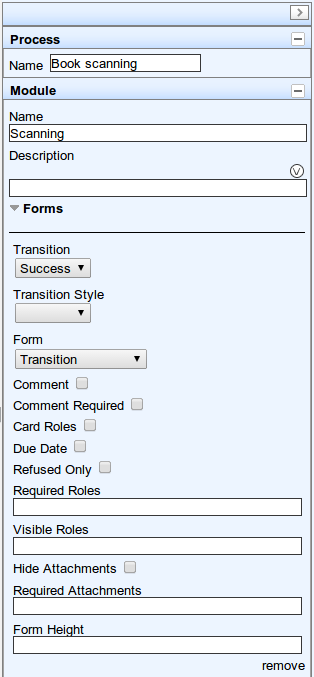 Process
Name Book scanning
Module
Name
Scanning
Description
V
Forms
Transition
Success
Transition Style
Form
Transition
Comment
Comment Required
Card Roles
Due Date
Refused Only
Required Roles
Visible Roles
Hide Attachments
Required Attachments
Form Height
remove